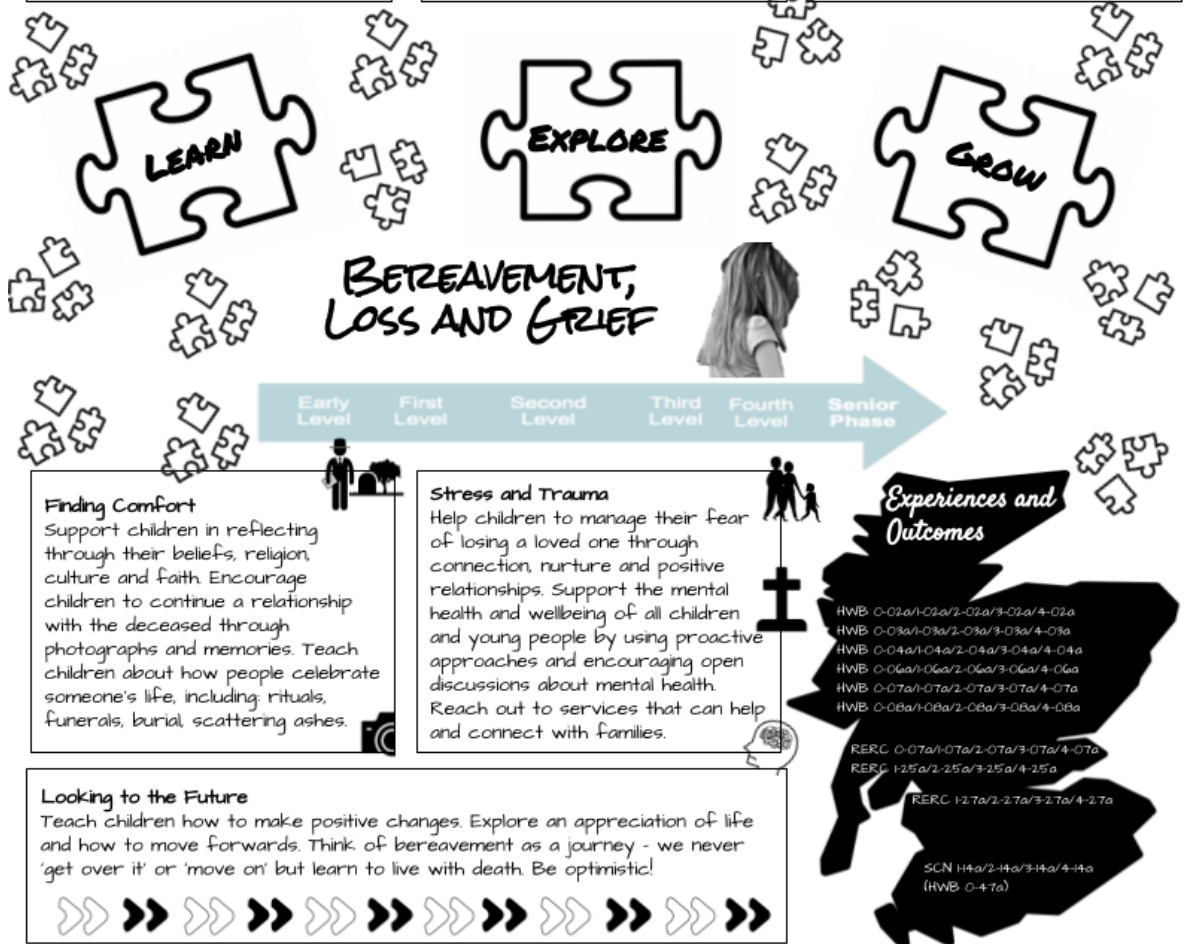 LEARN
EXPLORE
GROW
BEREAVEMENT,
LOSS AND GRIEF
Early
Level
First
Level
Second
Level
Third
Level
Fourth
Level
Senior
Phase
Finding Comfort
Support children in reflecting
through their beliefs, religion,
culture and faith. Encourage
children to continue a relationship
with the deceased through
photographs and memories. Teach
children about how people celebrate
someone's life, including: rituals,
funerals, burial, scattering ashes.
Stress and Trauma
Help children to manage their fear
of losing a loved one through
connection, nurture and positive
relationships. Support the mental
health and wellbeing of all children
and young people by using proactive
approaches and encouraging open
discussions about mental health.
Reach out to services that can help
and connect with families.
Looking to the Future
Teach children how to make positive changes. Explore an appreciation of life
and how to move forwards. Think of bereavement as a journey - we never
'get over it' or 'move on' but learn to live with death. Be optimistic!
Experiences and
Outcomes
HWB 0-02a/1-02a/2-02a/3-02a/4-02a
HWB 0-03a/1-03a/2-03a/3-03a/4-03a
HWB 0-04a/1-04a/2-04a/3-04a/4-04a
HWB 0-06a/1-06a/2-06a/3-06a/4-06a
HWB 0-07a/1-07a/2-07a/3-07a/4-07a
HWB 0-08a/1-08a/2-08a/3-08a/4-08a
RERC 0-07a/1-07a/2-07a/3-07a/4-07a
RERC 1-25a/2-25a/3-25a/4-25a
RERC 1-27a/2-27a/3-27a/4-27a
SCN 1-14a/2-14a/3-14a/4-14a
(HWB 0-47a)